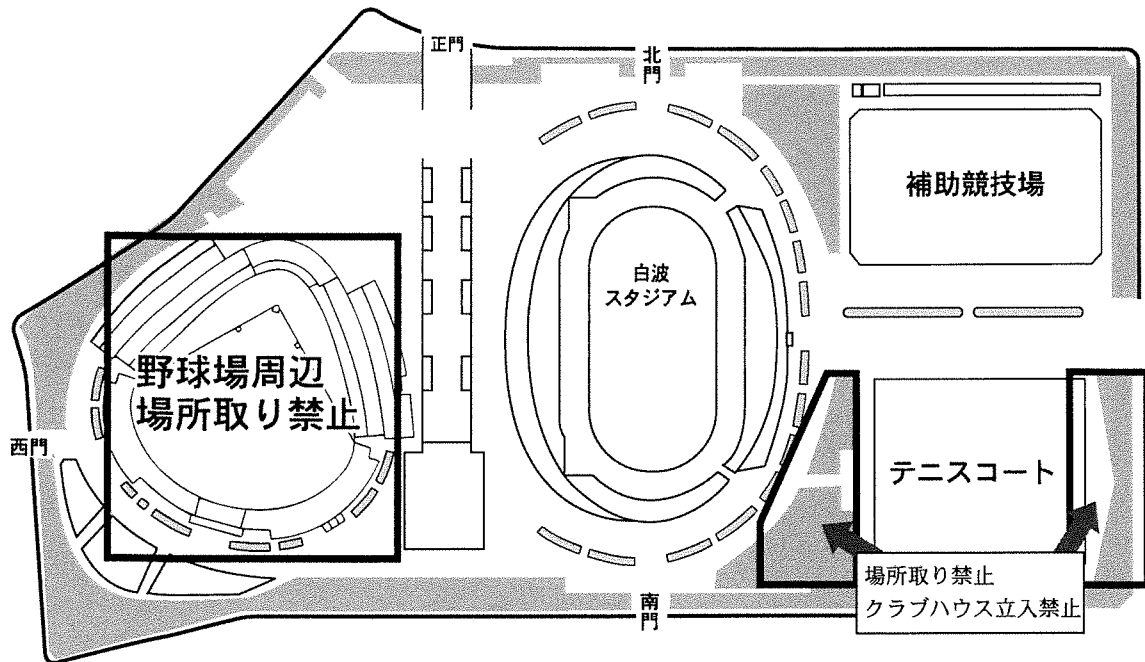 正門
北門
補助競技場
白波
スタジアム
野球場周辺
場所取り禁止
西門
テニスコート
場所取り禁止
クラブハウス立入禁止
南門